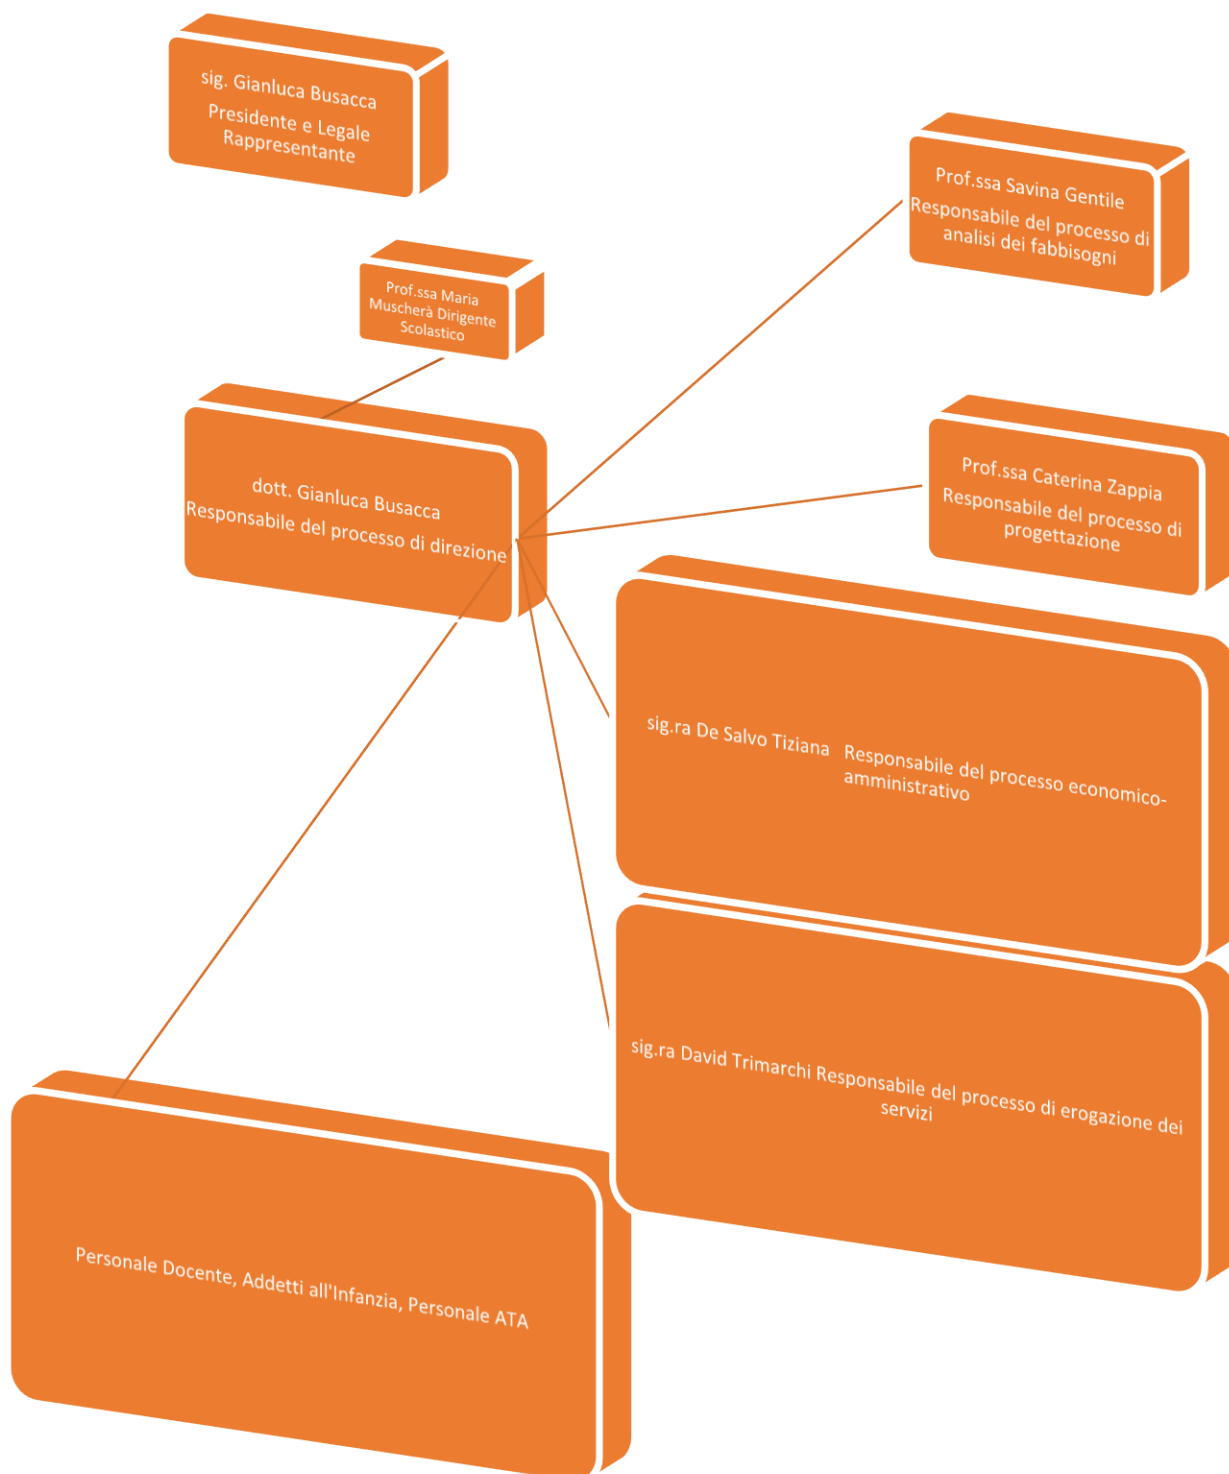 sig. Gianluca Busacca
Presidente e Legale
Rappresentante
Prof.ssa Savina Gentile
Responsabile del processo di
analisi dei fabbisogni
Prof.ssa Maria
Muscherà Dirigente
Scolastico
dott. Gianluca Busacca
Responsabile del processo di direzione
Prof.ssa Caterina Zappia
Responsabile del processo di
progettazione
sig.ra De Salvo Tiziana
Responsabile del processo economico-
amministrativo
sig.ra David Trimarchi Responsabile del processo di erogazione dei
servizi
Personale Docente, Addetti all'Infanzia, Personale ATA